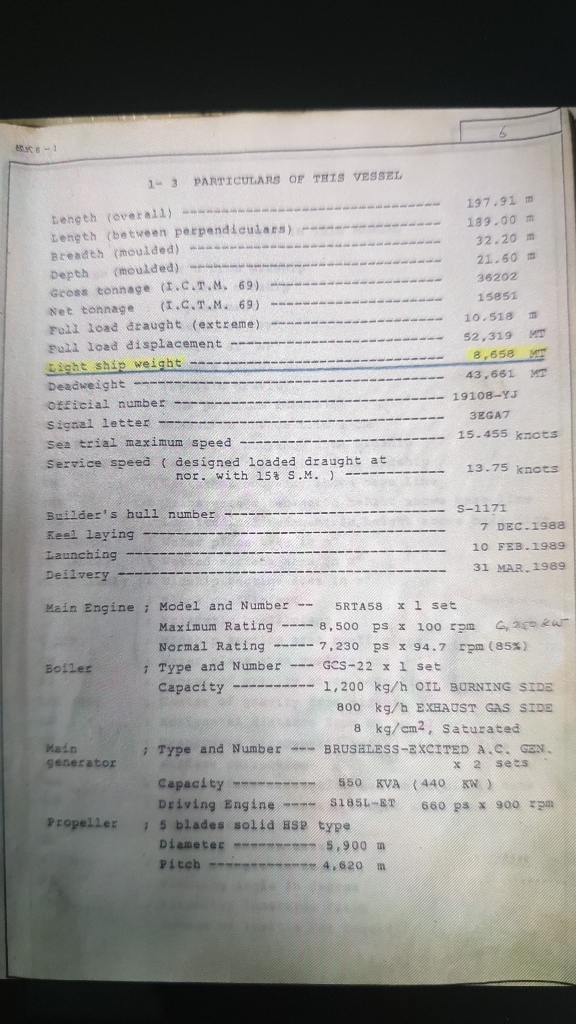 6
1- 3 PARTICULARS OF THIS VESSEL
Length (overall) ---------------- 197.91 m
Length (between perpendiculars) ---------------- 189.00 m
Breadth (moulded) ---------------- 32.20 m
Depth (moulded) ---------------- 21.60 m
Gross tonnage (I.C.T.M. 69) ---------------- 36202
Net tonnage (I.C.T.M. 69) ---------------- 15851
Full load draught (extreme) ---------------- 10.518 m
Full load displacement ---------------- 52,319 MT
Light ship weight ---------------- 8,658 MT
Deadweight ---------------- 43,661 MT
Official number ---------------- 19108-YJ
Signal letter ---------------- 3EGA7
Sea trial maximum speed ---------------- 15.455 knots
Service speed ( designed loaded draught at
nor. with 15% S.M. ) ---------------- 13.75 knots
Builder's hull number ---------------- S-1171
Keel laying ---------------- 7 DEC.1988
Launching ---------------- 10 FEB.1989
Deilvery ---------------- 31 MAR.1989
Main Engine ; Model and Number -- 5RTA58 x 1 set
Maximum Rating ---- 8,500 ps x 100 rpm 6,250 KW
Normal Rating ----- 7,230 ps x 94.7 rpm (85%)
Boiler ; Type and Number --- GCS-22 x 1 set
Capacity ---------- 1,200 kg/h OIL BURNING SIDE
800 kg/h EXHAUST GAS SIDE
8 kg/cm2, Saturated
Main ; Type and Number --- BRUSHLESS-EXCITED A.C. GEN.
generator x 2 sets
Capacity ---------- 550 KVA (440 KW )
Driving Engine ---- S185L-ET 660 ps x 900 rpm
Propeller ; 5 blades solid HSP type
Diameter ---------- 5,900 m
Pitch ------------- 4,620 m